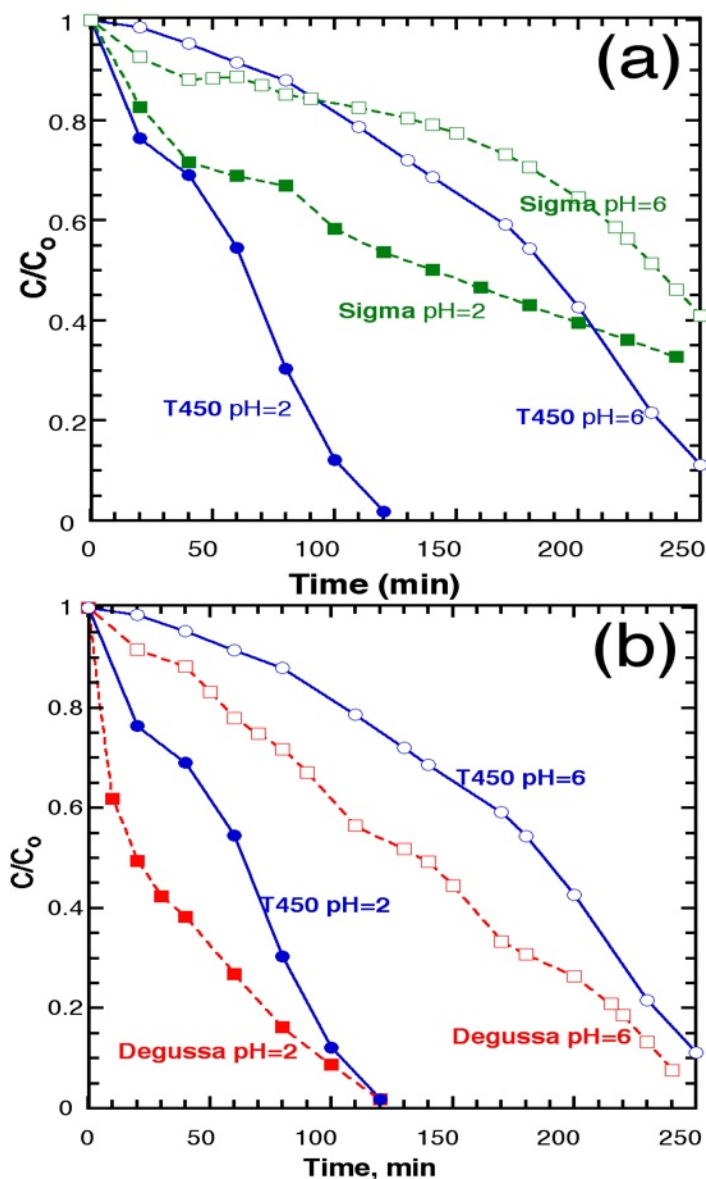 (a)
1
0.8
0.6
0.4
0.2
0
C/C₀
Sigma pH=6
Sigma pH=2
T450 pH=2
T450 pH=6
0 50 100 150 200 250
Time (min)
(b)
1
0.8
0.6
0.4
0.2
0
C/C₀
T450 pH=6
T450 pH=2
Degussa pH=2
Degussa pH=6
0 50 100 150 200 250
Time, min